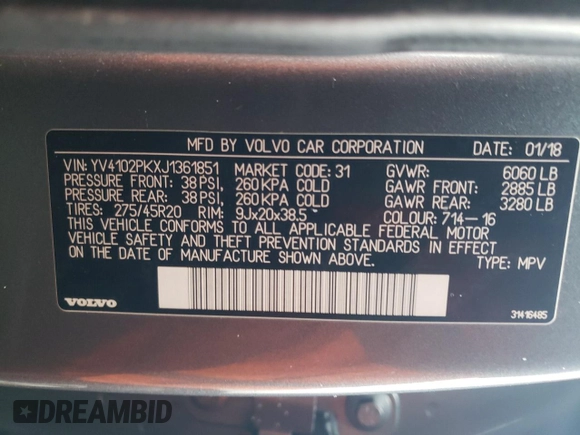 MFD BY VOLVO CAR CORPORATION DATE: 01/18
VIN: YV4102PKXJ1361851 MARKET CODE: 31 GVWR: 6060 LB
PRESSURE FRONT: 38 PSI, 260 KPA COLD GAWR FRONT: 2885 LB
PRESSURE REAR: 38 PSI, 260 KPA COLD GAWR REAR: 3280 LB
TIRES: 275/45R20 RIM: 9Jx20x38.5 COLOUR: 714-16
THIS VEHICLE CONFORMS TO ALL APPLICABLE FEDERAL MOTOR
VEHICLE SAFETY AND THEFT PREVENTION STANDARDS IN EFFECT
ON THE DATE OF MANUFACTURE SHOWN ABOVE. TYPE: MPV
VOLVO 31416485
DREAMBID